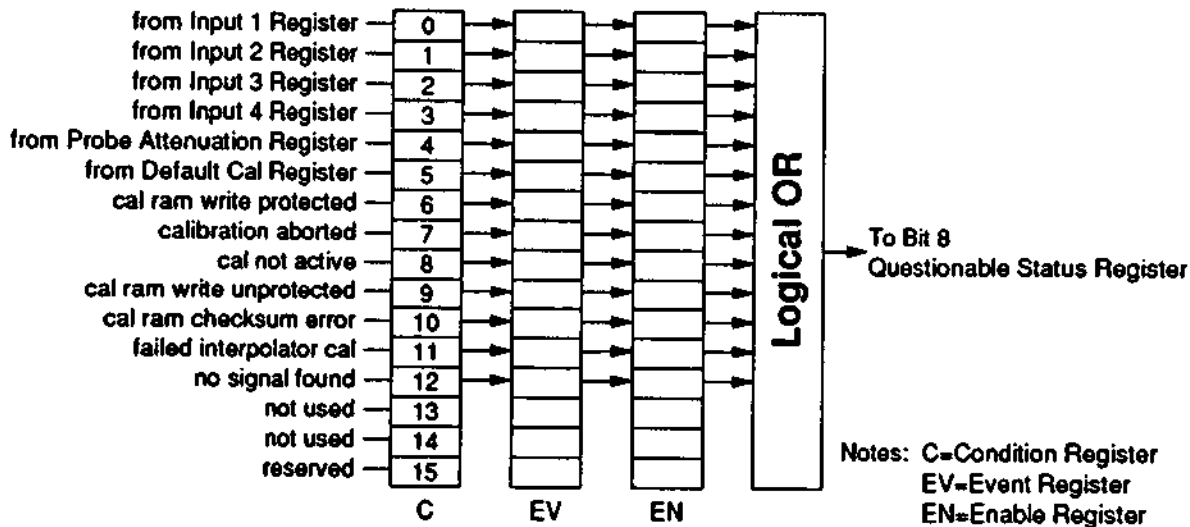 from Input 1 Register 0
from Input 2 Register 1
from Input 3 Register 2
from Input 4 Register 3
from Probe Attenuation Register 4
from Default Cal Register 5
cal ram write protected 6
calibration aborted 7
cal not active 8
cal ram write unprotected 9
cal ram checksum error 10
failed interpolator cal 11
no signal found 12
not used 13
not used 14
reserved 15
C EV EN
Logical OR
To Bit 8
Questionable Status Register
Notes: C=Condition Register
EV=Event Register
EN=Enable Register